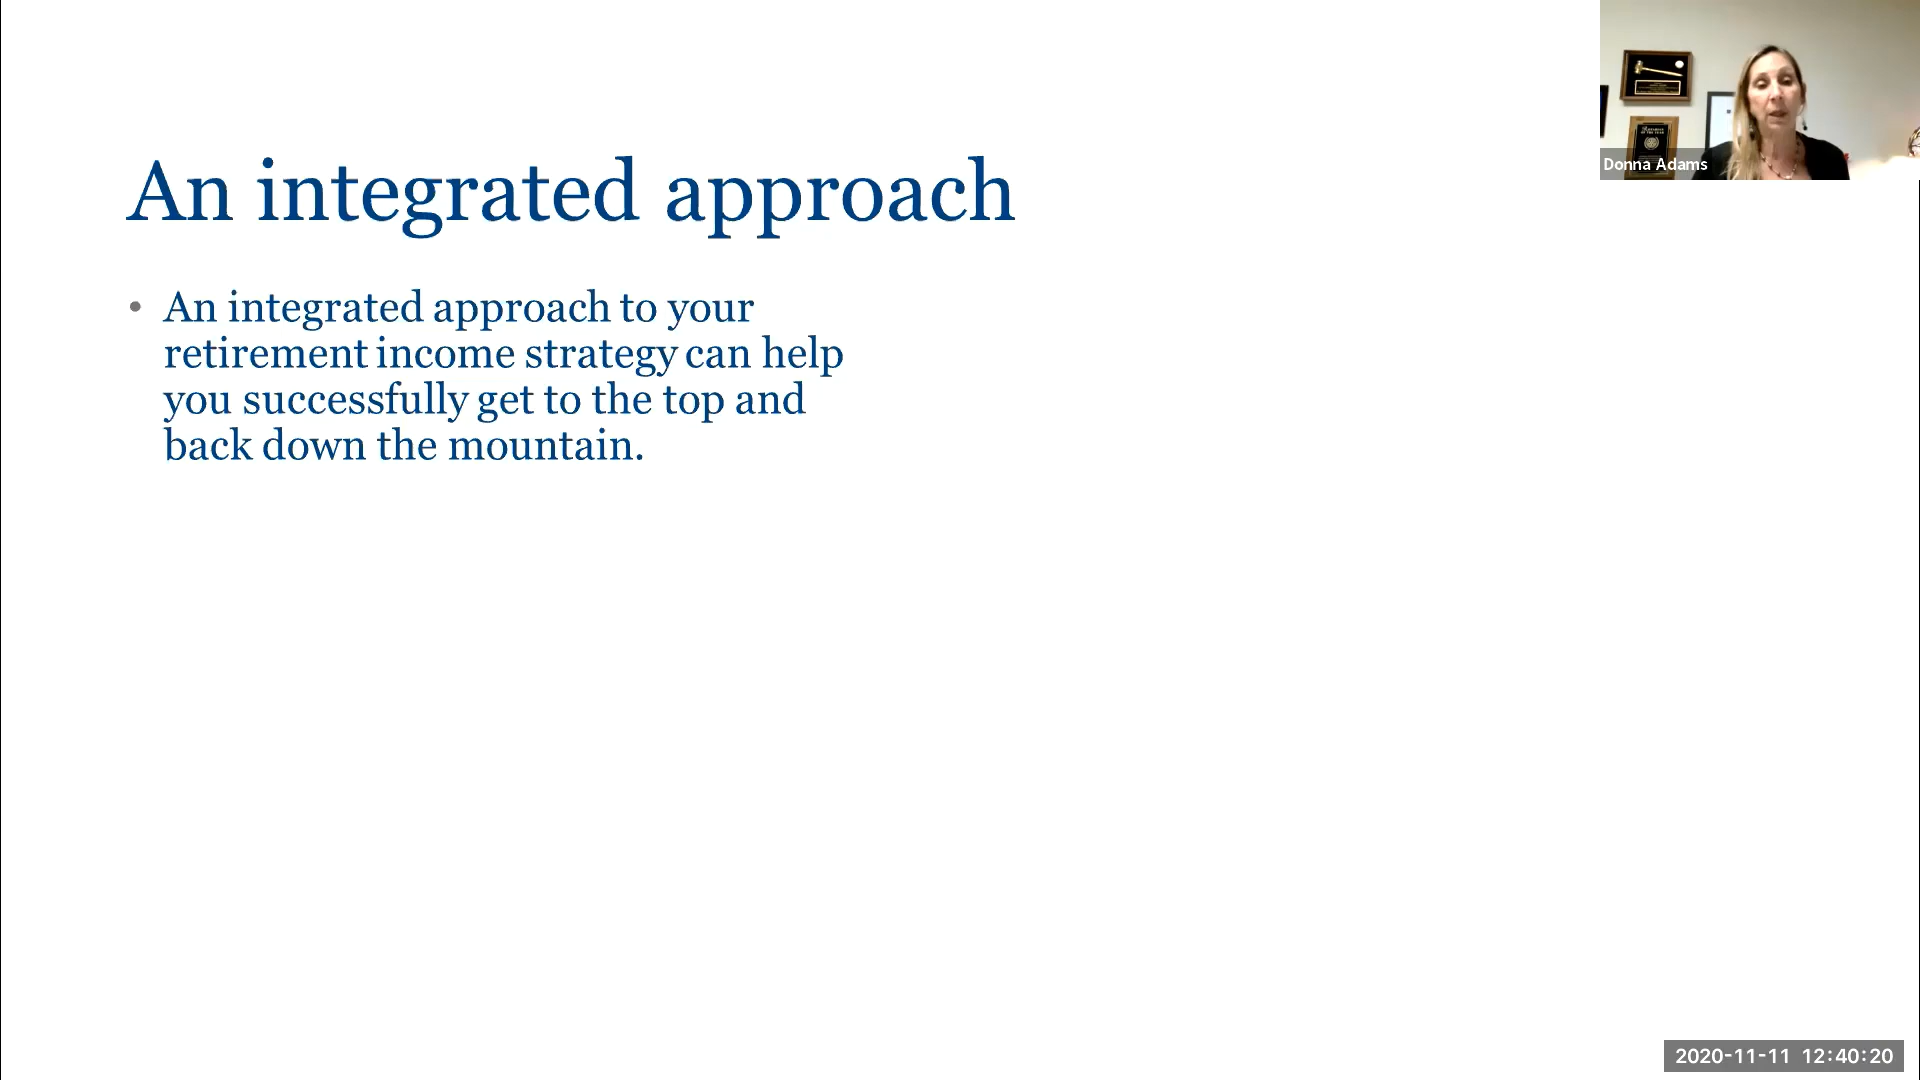 An integrated approach
• An integrated approach to your
retirement income strategy can help
you successfully get to the top and
back down the mountain.
Donna Adams
2020-11-11 12:40:20